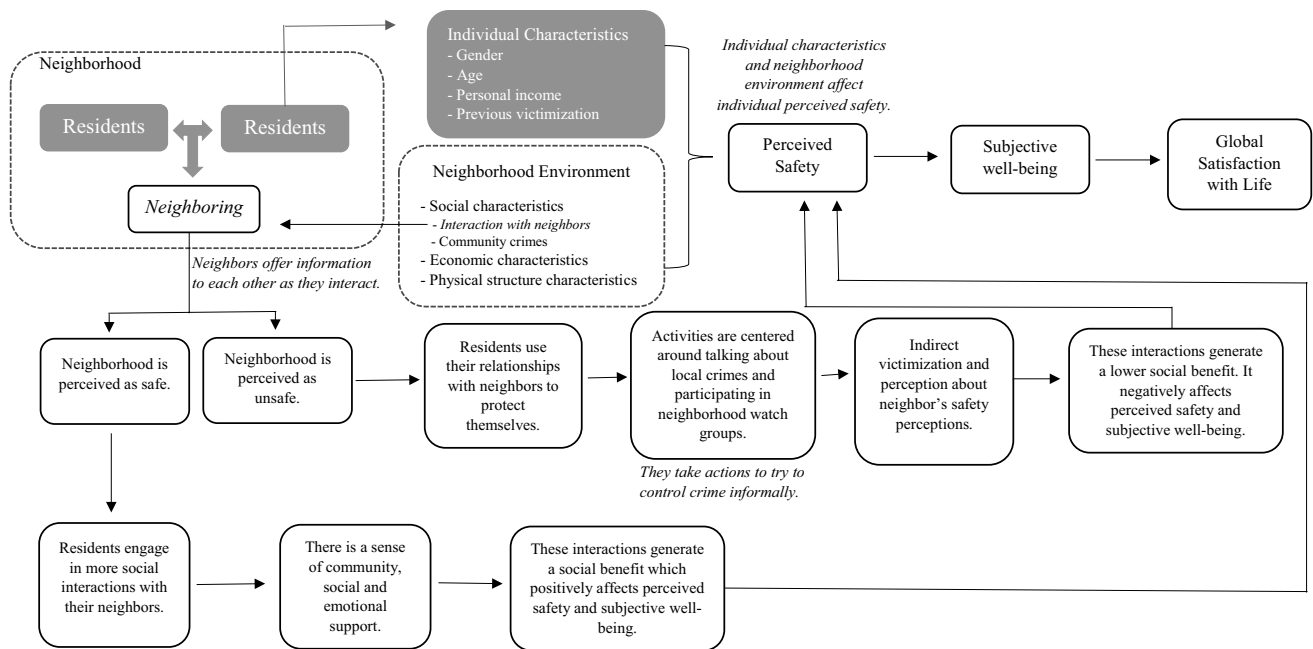 Neighborhood
Residents
Residents
Neighboring
Individual Characteristics
- Gender
- Age
- Personal income
- Previous victimization
Neighborhood Environment
- Social characteristics
- Interaction with neighbors
- Community crimes
- Economic characteristics
- Physical structure characteristics
Individual characteristics
and neighborhood
environment affect
individual perceived safety.
Perceived
Safety
Subjective
well-being
Global
Satisfaction
with Life
Neighbors offer information
to each other as they interact.
Neighborhood is
perceived as safe.
Neighborhood is
perceived as
unsafe.
Residents use
their relationships
with neighbors to
protect
themselves.
Activities are centered
around talking about
local crimes and
participating in
neighborhood watch
groups.
They take actions to try to
control crime informally.
Indirect
victimization and
perception about
neighbor’s safety
perceptions.
These interactions generate
a lower social benefit. It
negatively affects
perceived safety and
subjective well-being.
Residents engage
in more social
interactions with
their neighbors.
There is a sense
of community,
social and
emotional
support.
These interactions generate
a social benefit which
positively affects perceived
safety and subjective well-
being.